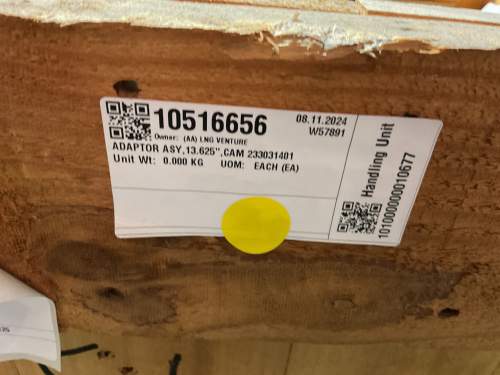 10516656
08.11.2024
W57891
Owner: (AA) LNG VENTURE
ADAPTOR ASY,13.625",CAM 233031401
Unit Wt: 0.000 KG UOM: EACH (EA)
Handling Unit
101000000010677